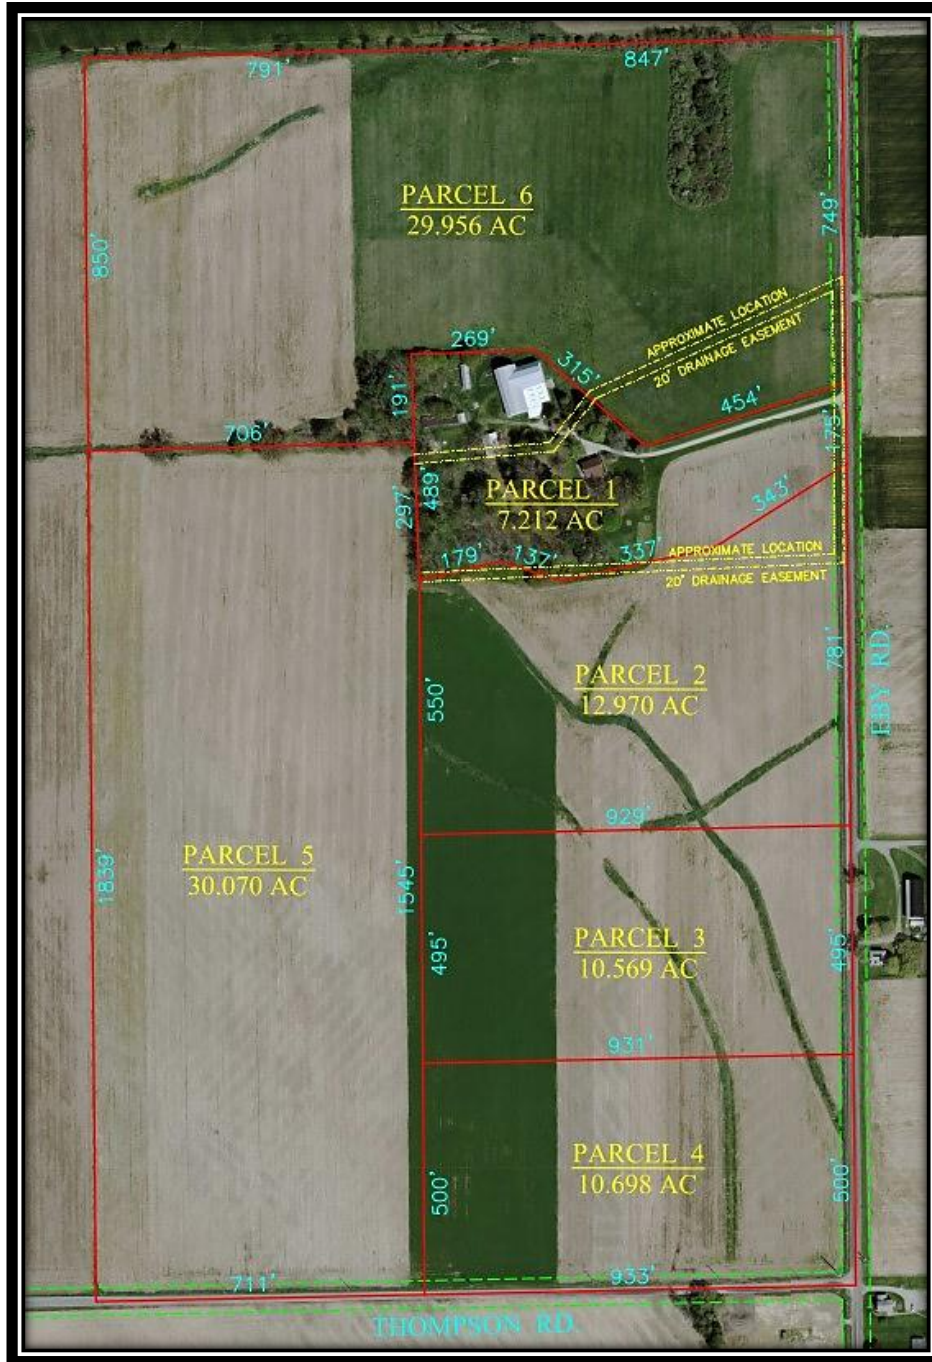 791'
847'
PARCEL 6
29.956 AC
850'
749'
APPROXIMATE LOCATION
20' DRAINAGE EASEMENT
269'
315'
191'
454'
706'
175'
297'
489'
PARCEL 1
7.212 AC
343'
179'
137'
337'
APPROXIMATE LOCATION
20' DRAINAGE EASEMENT
781'
EBY RD.
PARCEL 2
12.970 AC
550'
929'
PARCEL 5
30.070 AC
1839'
1545'
PARCEL 3
10.569 AC
495'
495'
931'
PARCEL 4
10.698 AC
500'
500'
711'
933'
THOMPSON RD.